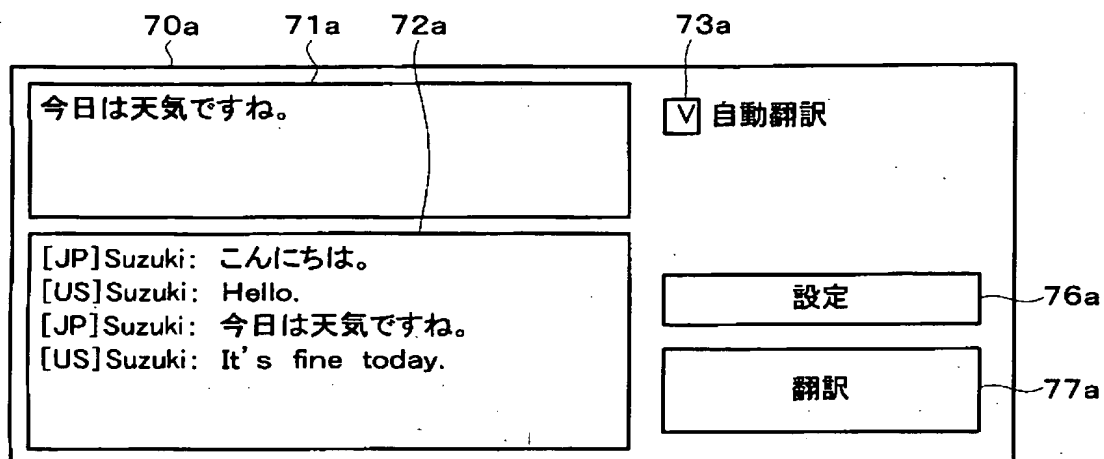 70a 71a 72a 73a
今日は天気ですね。
V 自動翻訳
[JP]Suzuki: こんにちは。
[US]Suzuki: Hello.
[JP]Suzuki: 今日は天気ですね。
[US]Suzuki: It's fine today.
設定
76a
翻訳
77a